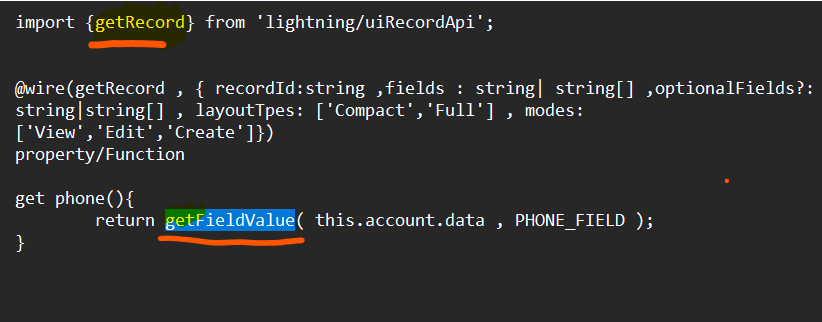 import {getRecord} from 'lightning/uiRecordApi';
@wire(getRecord , { recordId:string ,fields : string| string[] ,optionalFields?:
string|string[] , layoutTpes: ['Compact','Full'] , modes:
['View','Edit','Create']})
property/Function
get phone(){
return getFieldValue( this.account.data , PHONE_FIELD );
}